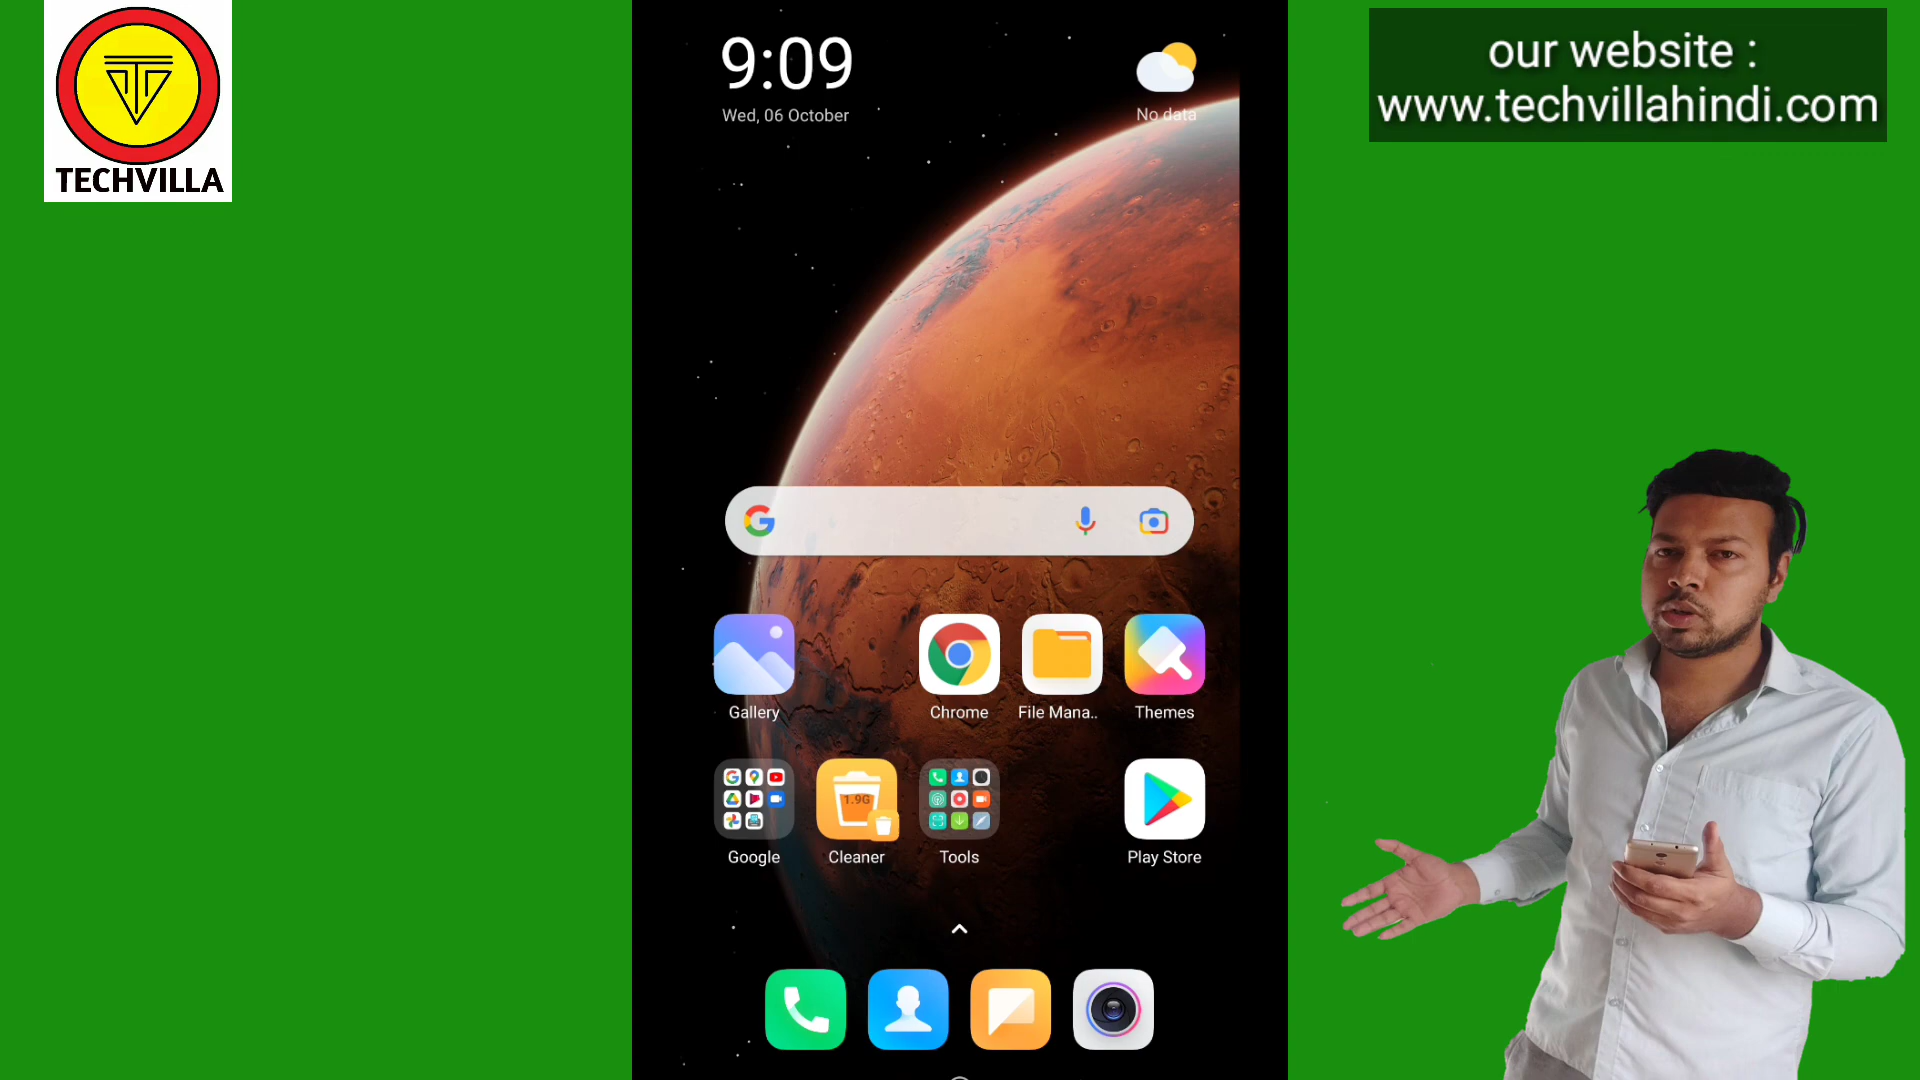 TECHVILLA
our website :
www.techvillahindi.com
9:09
Wed, 06 October
No data
Gallery
Chrome
File Mana..
Themes
1.9G
Google
Cleaner
Tools
Play Store